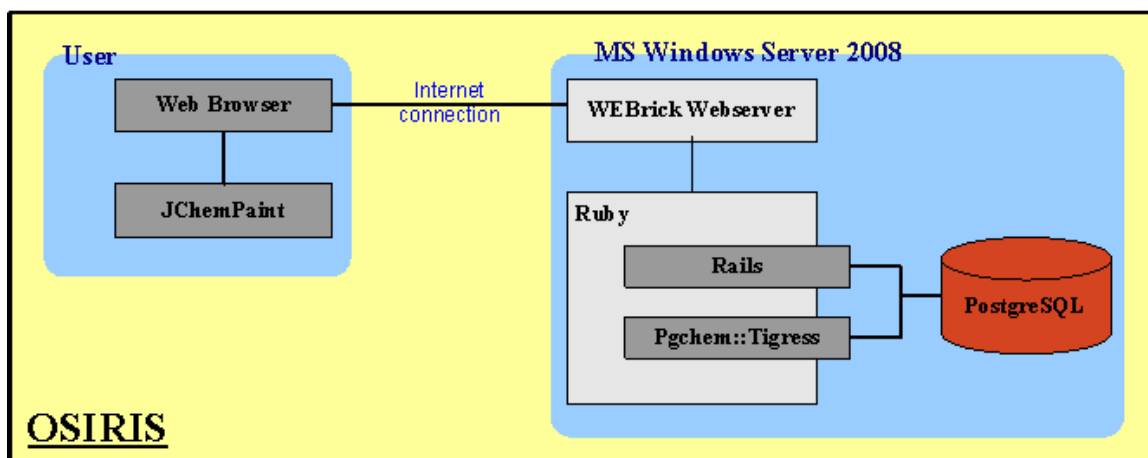 User
Web Browser
JChemPaint
Internet
connection
MS Windows Server 2008
WEBrick Webserver
Ruby
Rails
Pgchem::Tigress
PostgreSQL
OSIRIS